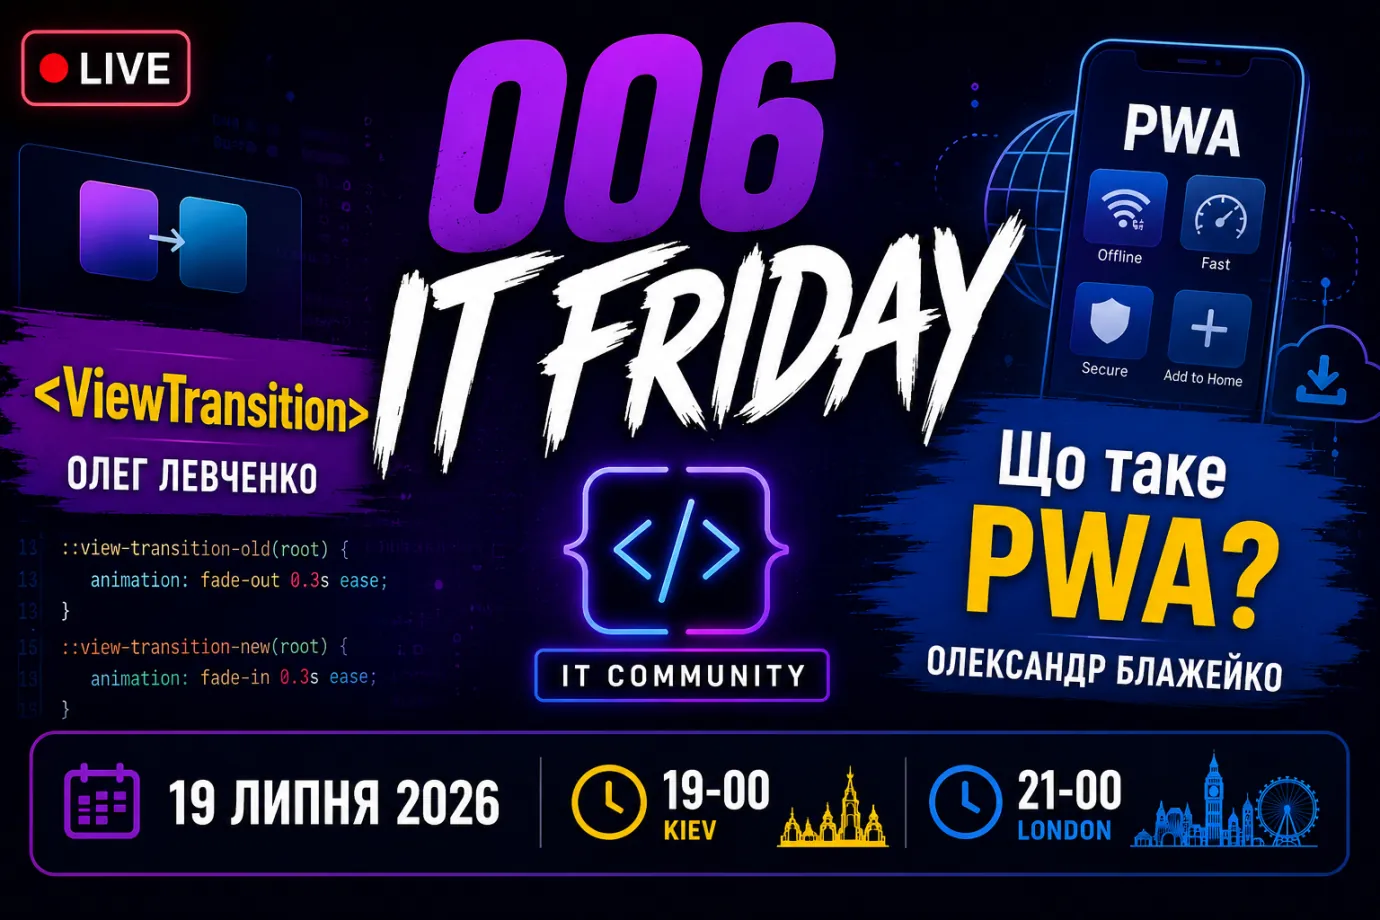 LIVE
006
IT FRIDAY
<ViewTransition>
ОЛЕГ ЛЕВЧЕНКО
::view-transition-old(root) {
animation: fade-out 0.3s ease;
}
::view-transition-new(root) {
animation: fade-in 0.3s ease;
}
</>
IT COMMUNITY
PWA
Offline
Fast
Secure
Add to Home
Що таке
PWA?
ОЛЕКСАНДР БЛАЖЕЙКО
19 ЛИПНЯ 2026
19-00
KIEV
21-00
LONDON